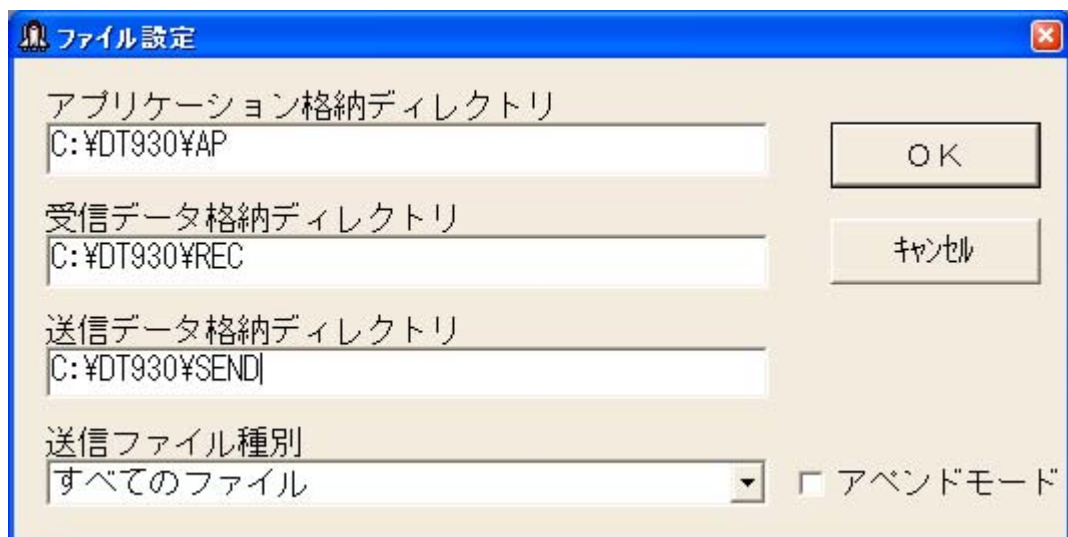 ファイル設定
アプリケーション格納ディレクトリ
C:¥DT930¥AP
OK
受信データ格納ディレクトリ
C:¥DT930¥REC
ｷｬﾝｾﾙ
送信データ格納ディレクトリ
C:¥DT930¥SEND
送信ファイル種別
すべてのファイル
アペンドモード